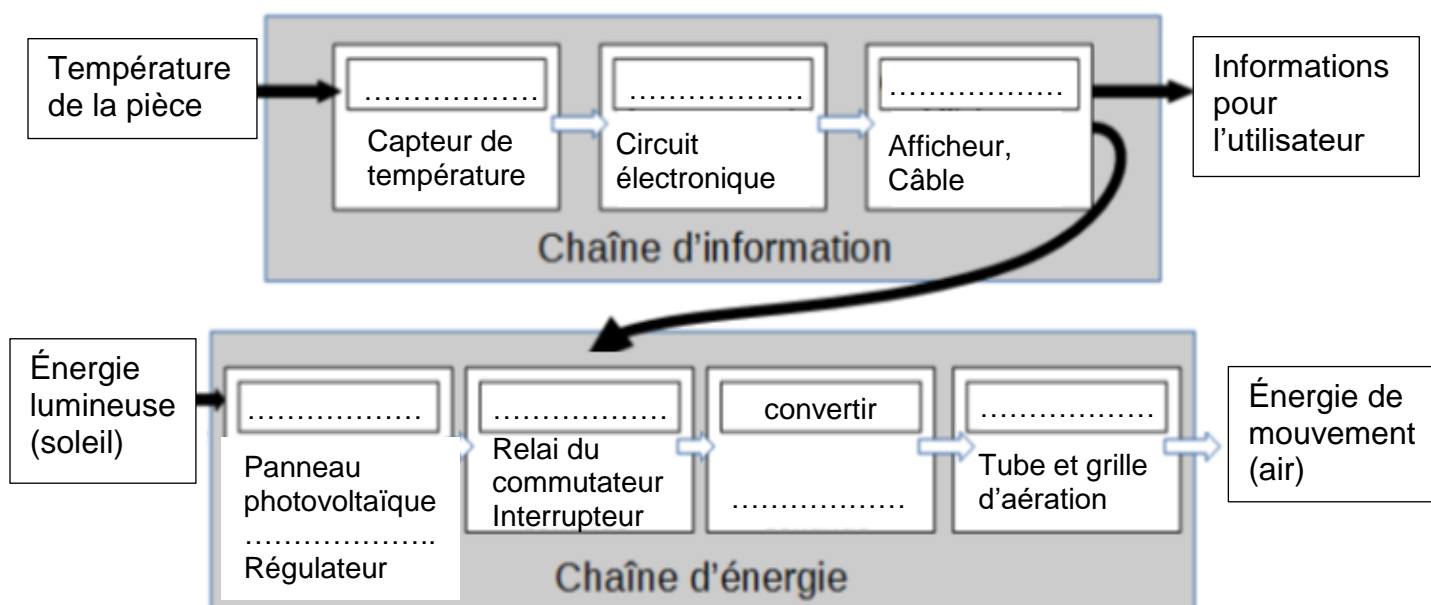 Température
de la pièce
……………….
Capteur de
température
……………….
Circuit
électronique
……………….
Afficheur,
Câble
Informations
pour
l’utilisateur
Chaîne d’information
Énergie
lumineuse
(soleil)
……………….
Panneau
photovoltaïque
………………..
Régulateur
……………….
Relai du
commutateur
Interrupteur
convertir
……………….
……………….
Tube et grille
d’aération
Énergie de
mouvement
(air)
Chaîne d’énergie